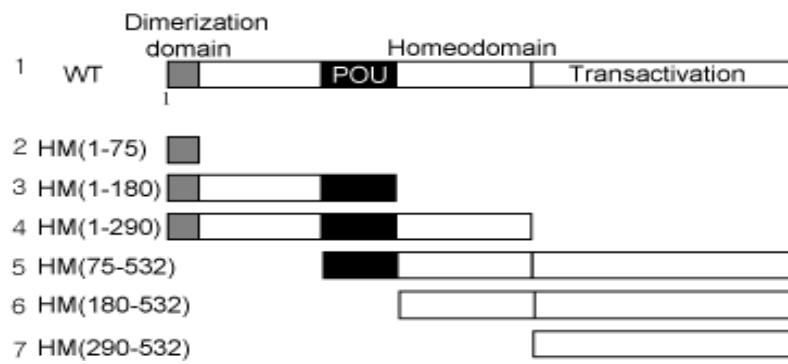 Dimerization
domain
Homeodomain
1 WT POU Transactivation
1
2 HM(1-75)
3 HM(1-180)
4 HM(1-290)
5 HM(75-532)
6 HM(180-532)
7 HM(290-532)